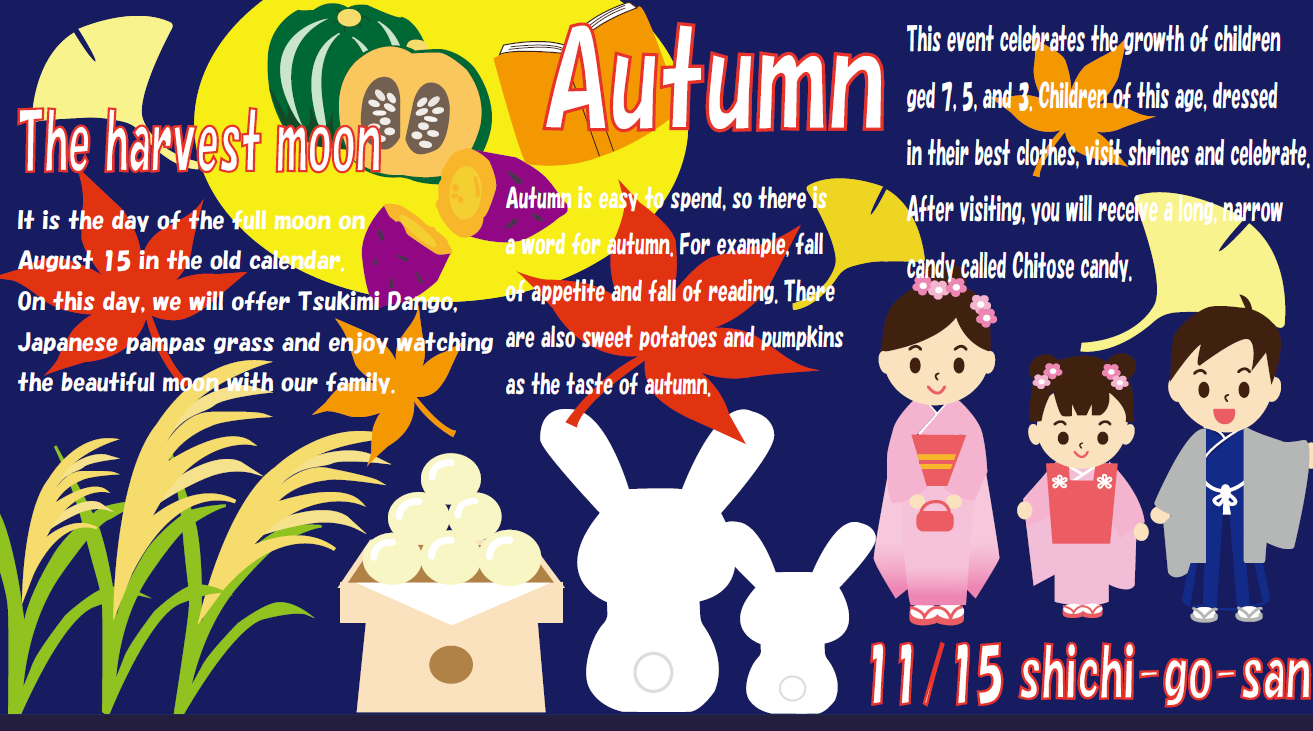 The harvest moon
It is the day of the full moon on
August 15 in the old calendar.
On this day, we will offer Tsukimi Dango,
Japanese pampas grass and enjoy watching
the beautiful moon with our family.
Autumn
Autumn is easy to spend, so there is
a word for autumn. For example, fall
of appetite and fall of reading. There
are also sweet potatoes and pumpkins
as the taste of autumn.
This event celebrates the growth of children
ged 7, 5, and 3. Children of this age, dressed
in their best clothes, visit shrines and celebrate.
After visiting, you will receive a long, narrow
candy called Chitose candy.
11/15 shichi-go-san